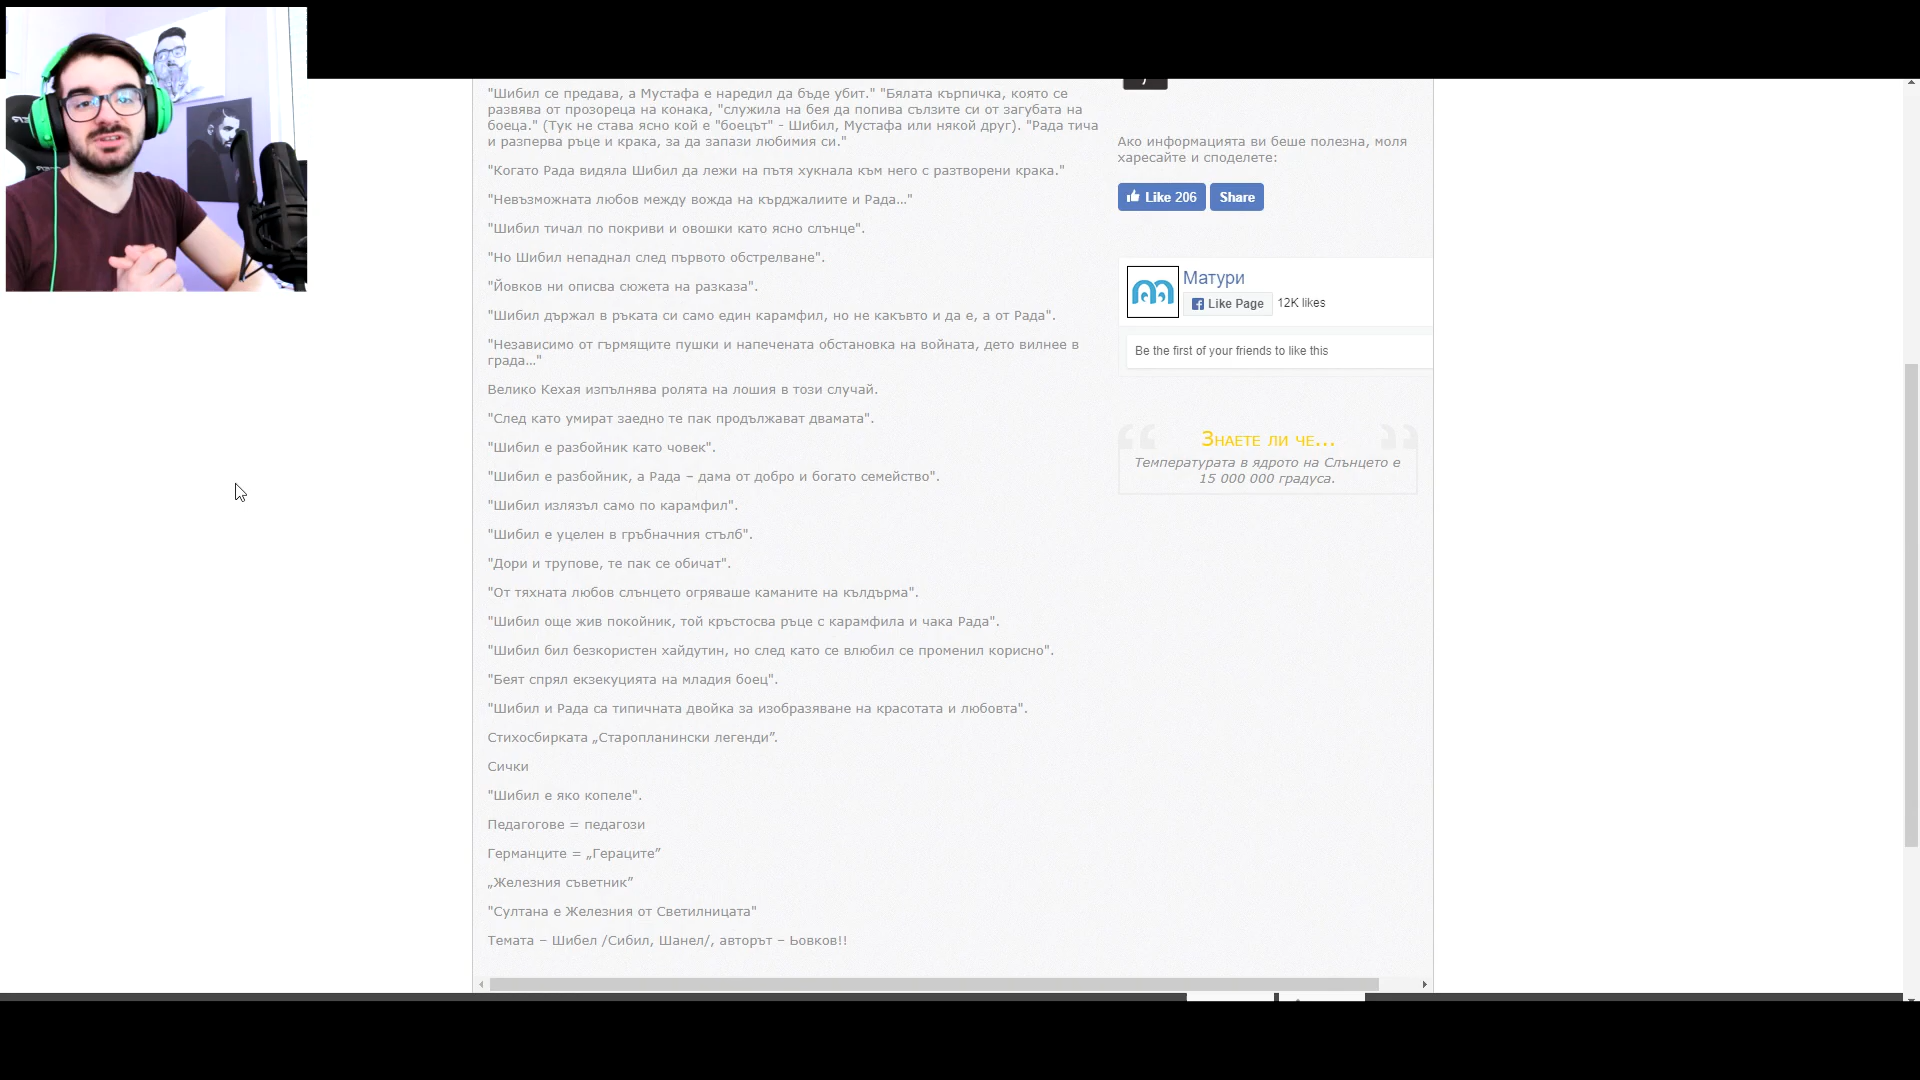 "Шибил се предава, а Мустафа е наредил да бъде убит." "Бялата кърпичка, която се
развява от прозореца на конака, "служила на бея да попива сълзите си от загубата на
боеца." (Тук не става ясно кой е "боецът" - Шибил, Мустафа или някой друг). "Рада тича
и разперва ръце и крака, за да запази любимия си."
"Когато Рада видяла Шибил да лежи на пътя хукнала към него с разтворени крака."
"Невъзможната любов между вожда на кърджалиите и Рада…"
"Шибил тичал по покриви и овошки като ясно слънце".
"Но Шибил непаднал след първото обстрелване".
"Йовков ни описва сюжета на разказа".
"Шибил държал в ръката си само един карамфил, но не какъвто и да е, а от Рада".
"Независимо от гърмящите пушки и напечената обстановка на войната, дето вилнее в
града…"
Велико Кехая изпълнява ролята на лошия в този случай.
"След като умират заедно те пак продължават двамата".
"Шибил е разбойник като човек".
"Шибил е разбойник, а Рада – дама от добро и богато семейство".
"Шибил излязъл само по карамфил".
"Шибил е уцелен в гръбначния стълб".
"Дори и трупове, те пак се обичат".
"От тяхната любов слънцето огряваше каманите на кълдърма".
"Шибил още жив покойник, той кръстосва ръце с карамфила и чака Рада".
"Шибил бил безкористен хайдутин, но след като се влюбил се променил корисно".
"Беят спрял екзекуцията на младия боец".
"Шибил и Рада са типичната двойка за изобразяване на красотата и любовта".
Стихосбирката „Старопланински легенди”.
Сички
"Шибил е яко копеле".
Педагогове = педагози
Германците = „Гераците”
„Железния съветник”
"Султана е Железния от Светилницата"
Темата – Шибел /Сибил, Шанел/, авторът – Ьовков!!
Ако информацията ви беше полезна, моля
харесайте и споделете:
Like 206 Share
Матури
Like Page 12K likes
Be the first of your friends to like this
Знаете ли че...
Температурата в ядрото на Слънцето е
15 000 000 градуса.